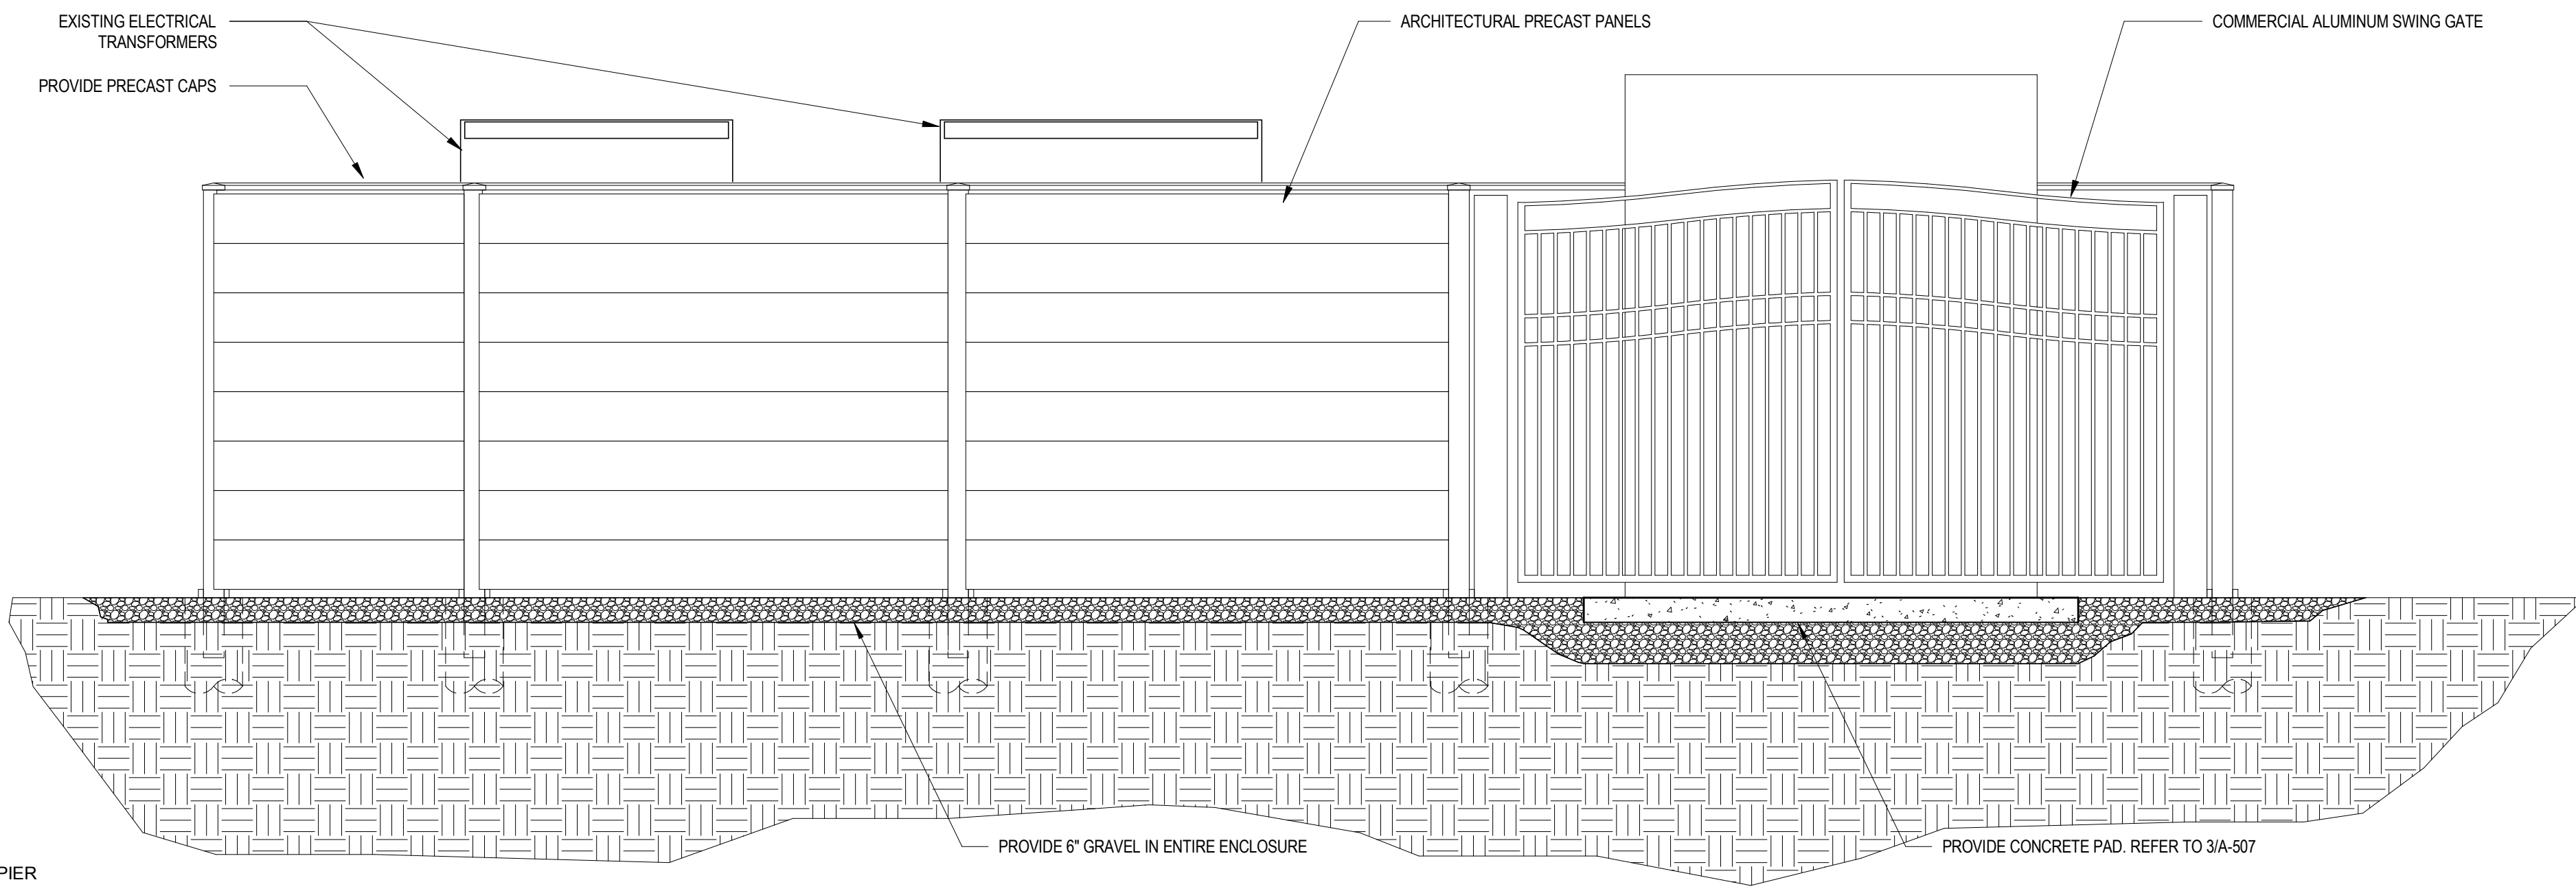 EXISTING ELECTRICAL
TRANSFORMERS
ARCHITECTURAL PRECAST PANELS
COMMERCIAL ALUMINUM SWING GATE
PROVIDE PRECAST CAPS
PROVIDE 6" GRAVEL IN ENTIRE ENCLOSURE
PROVIDE CONCRETE PAD. REFER TO 3/A-507
PIER